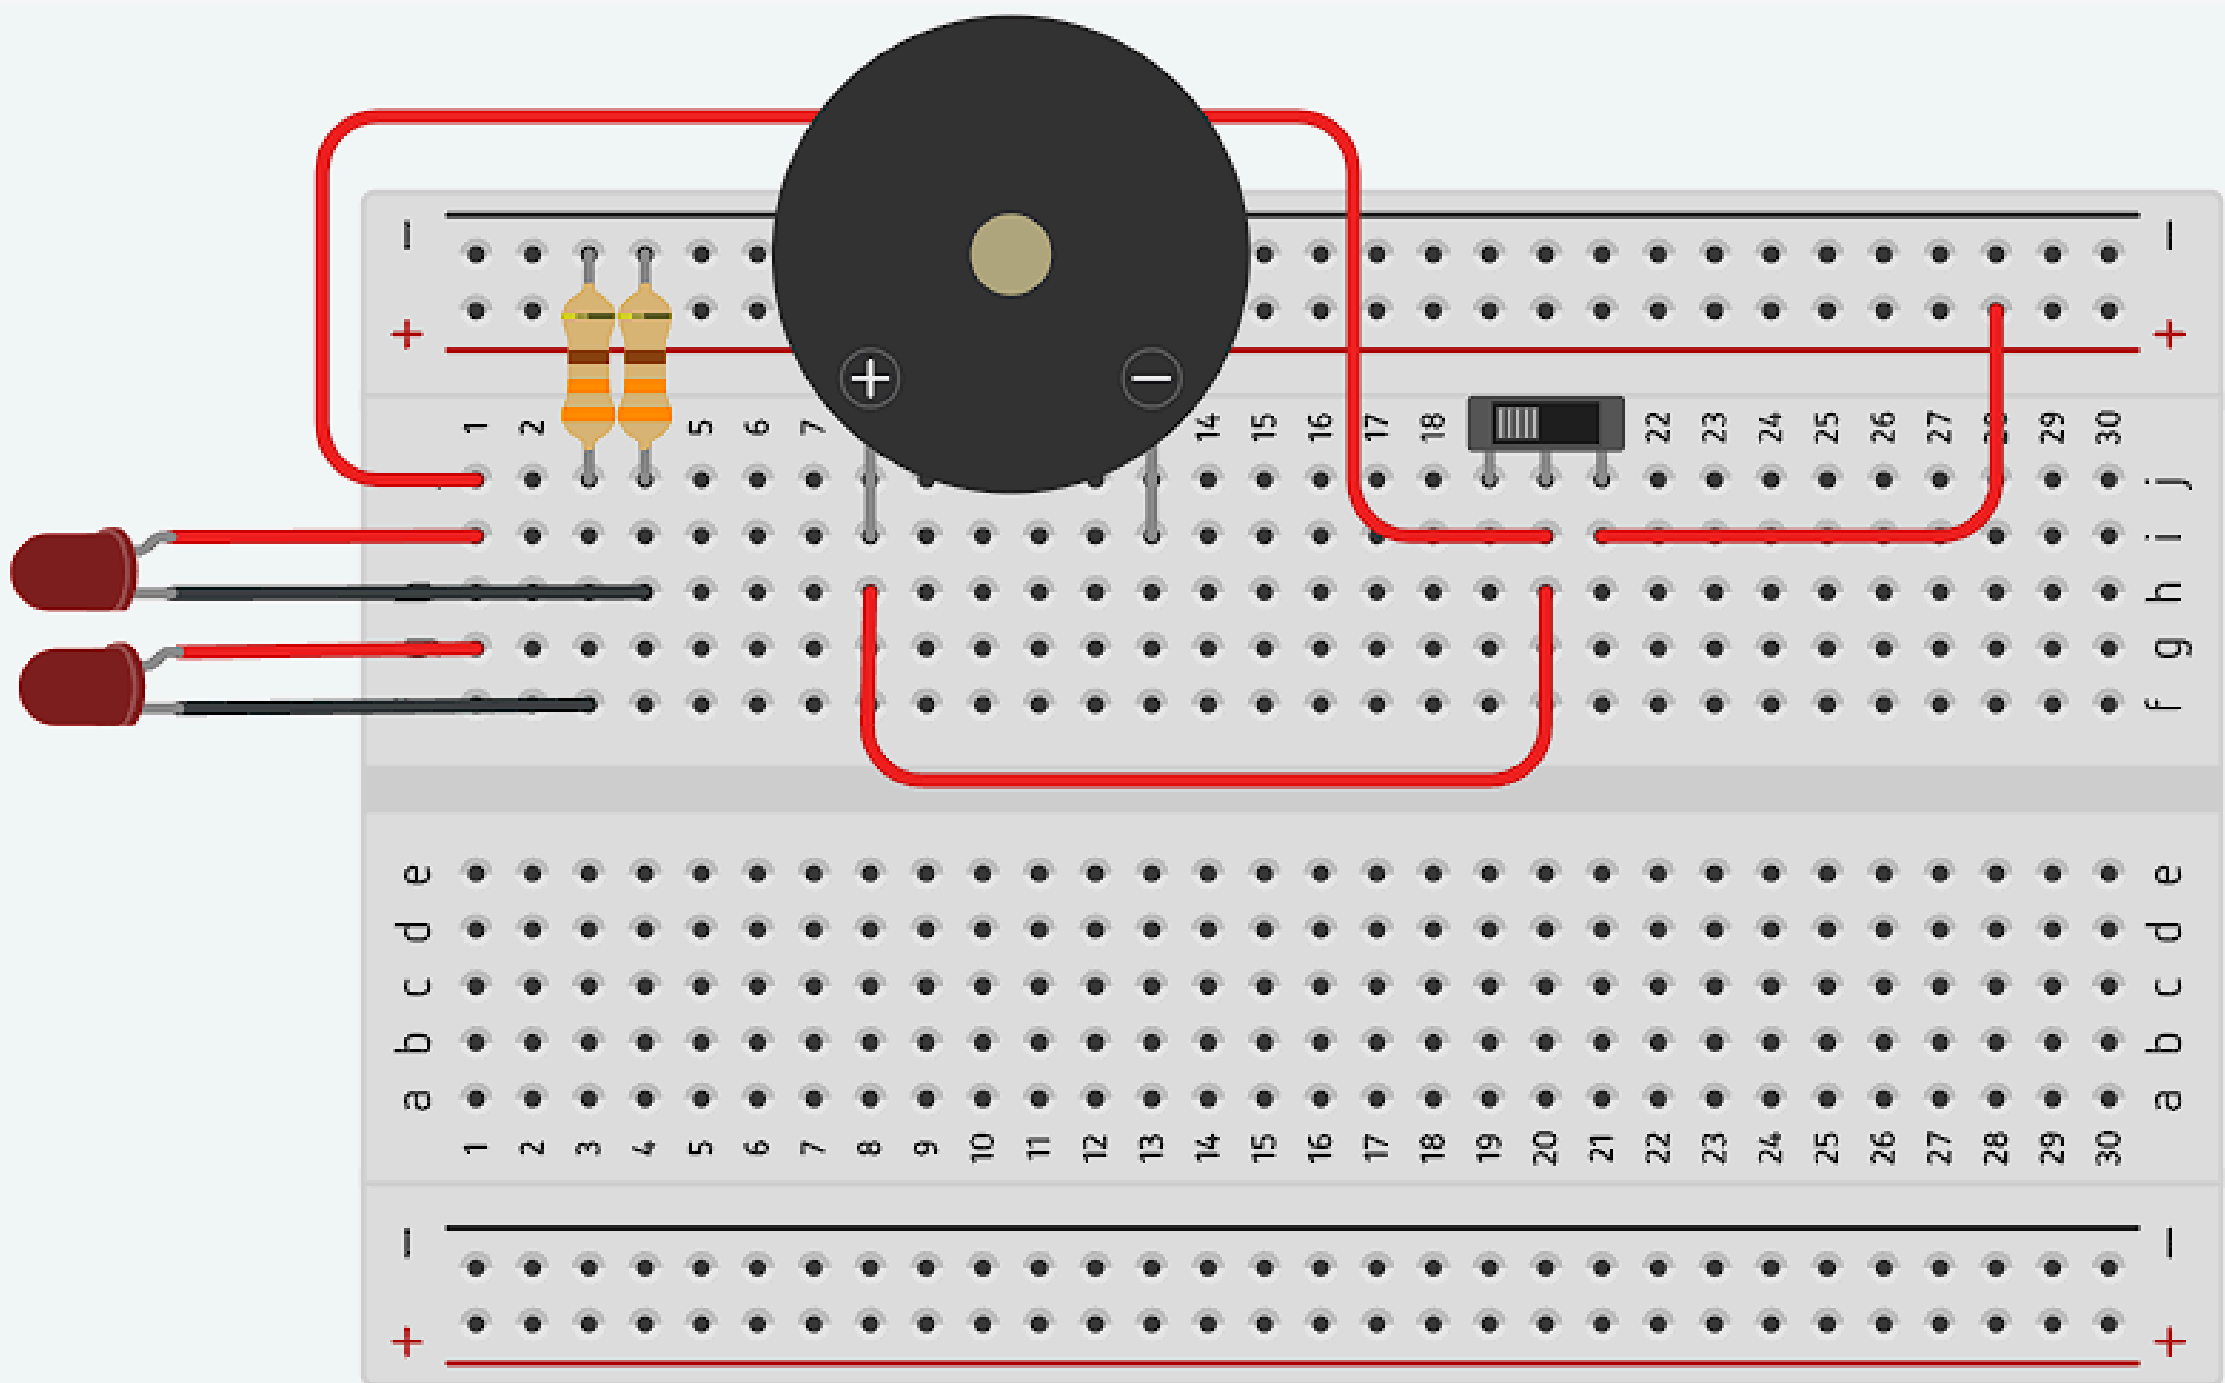 − −
+ +
+ −
1 2 5 6 7 14 15 16 17 18 22 23 24 25 26 27 28 29 30
j
i
h
g
f
e e
d d
c c
b b
a a
1 2 3 4 5 6 7 8 9 10 11 12 13 14 15 16 17 18 19 20 21 22 23 24 25 26 27 28 29 30
− −
+ +